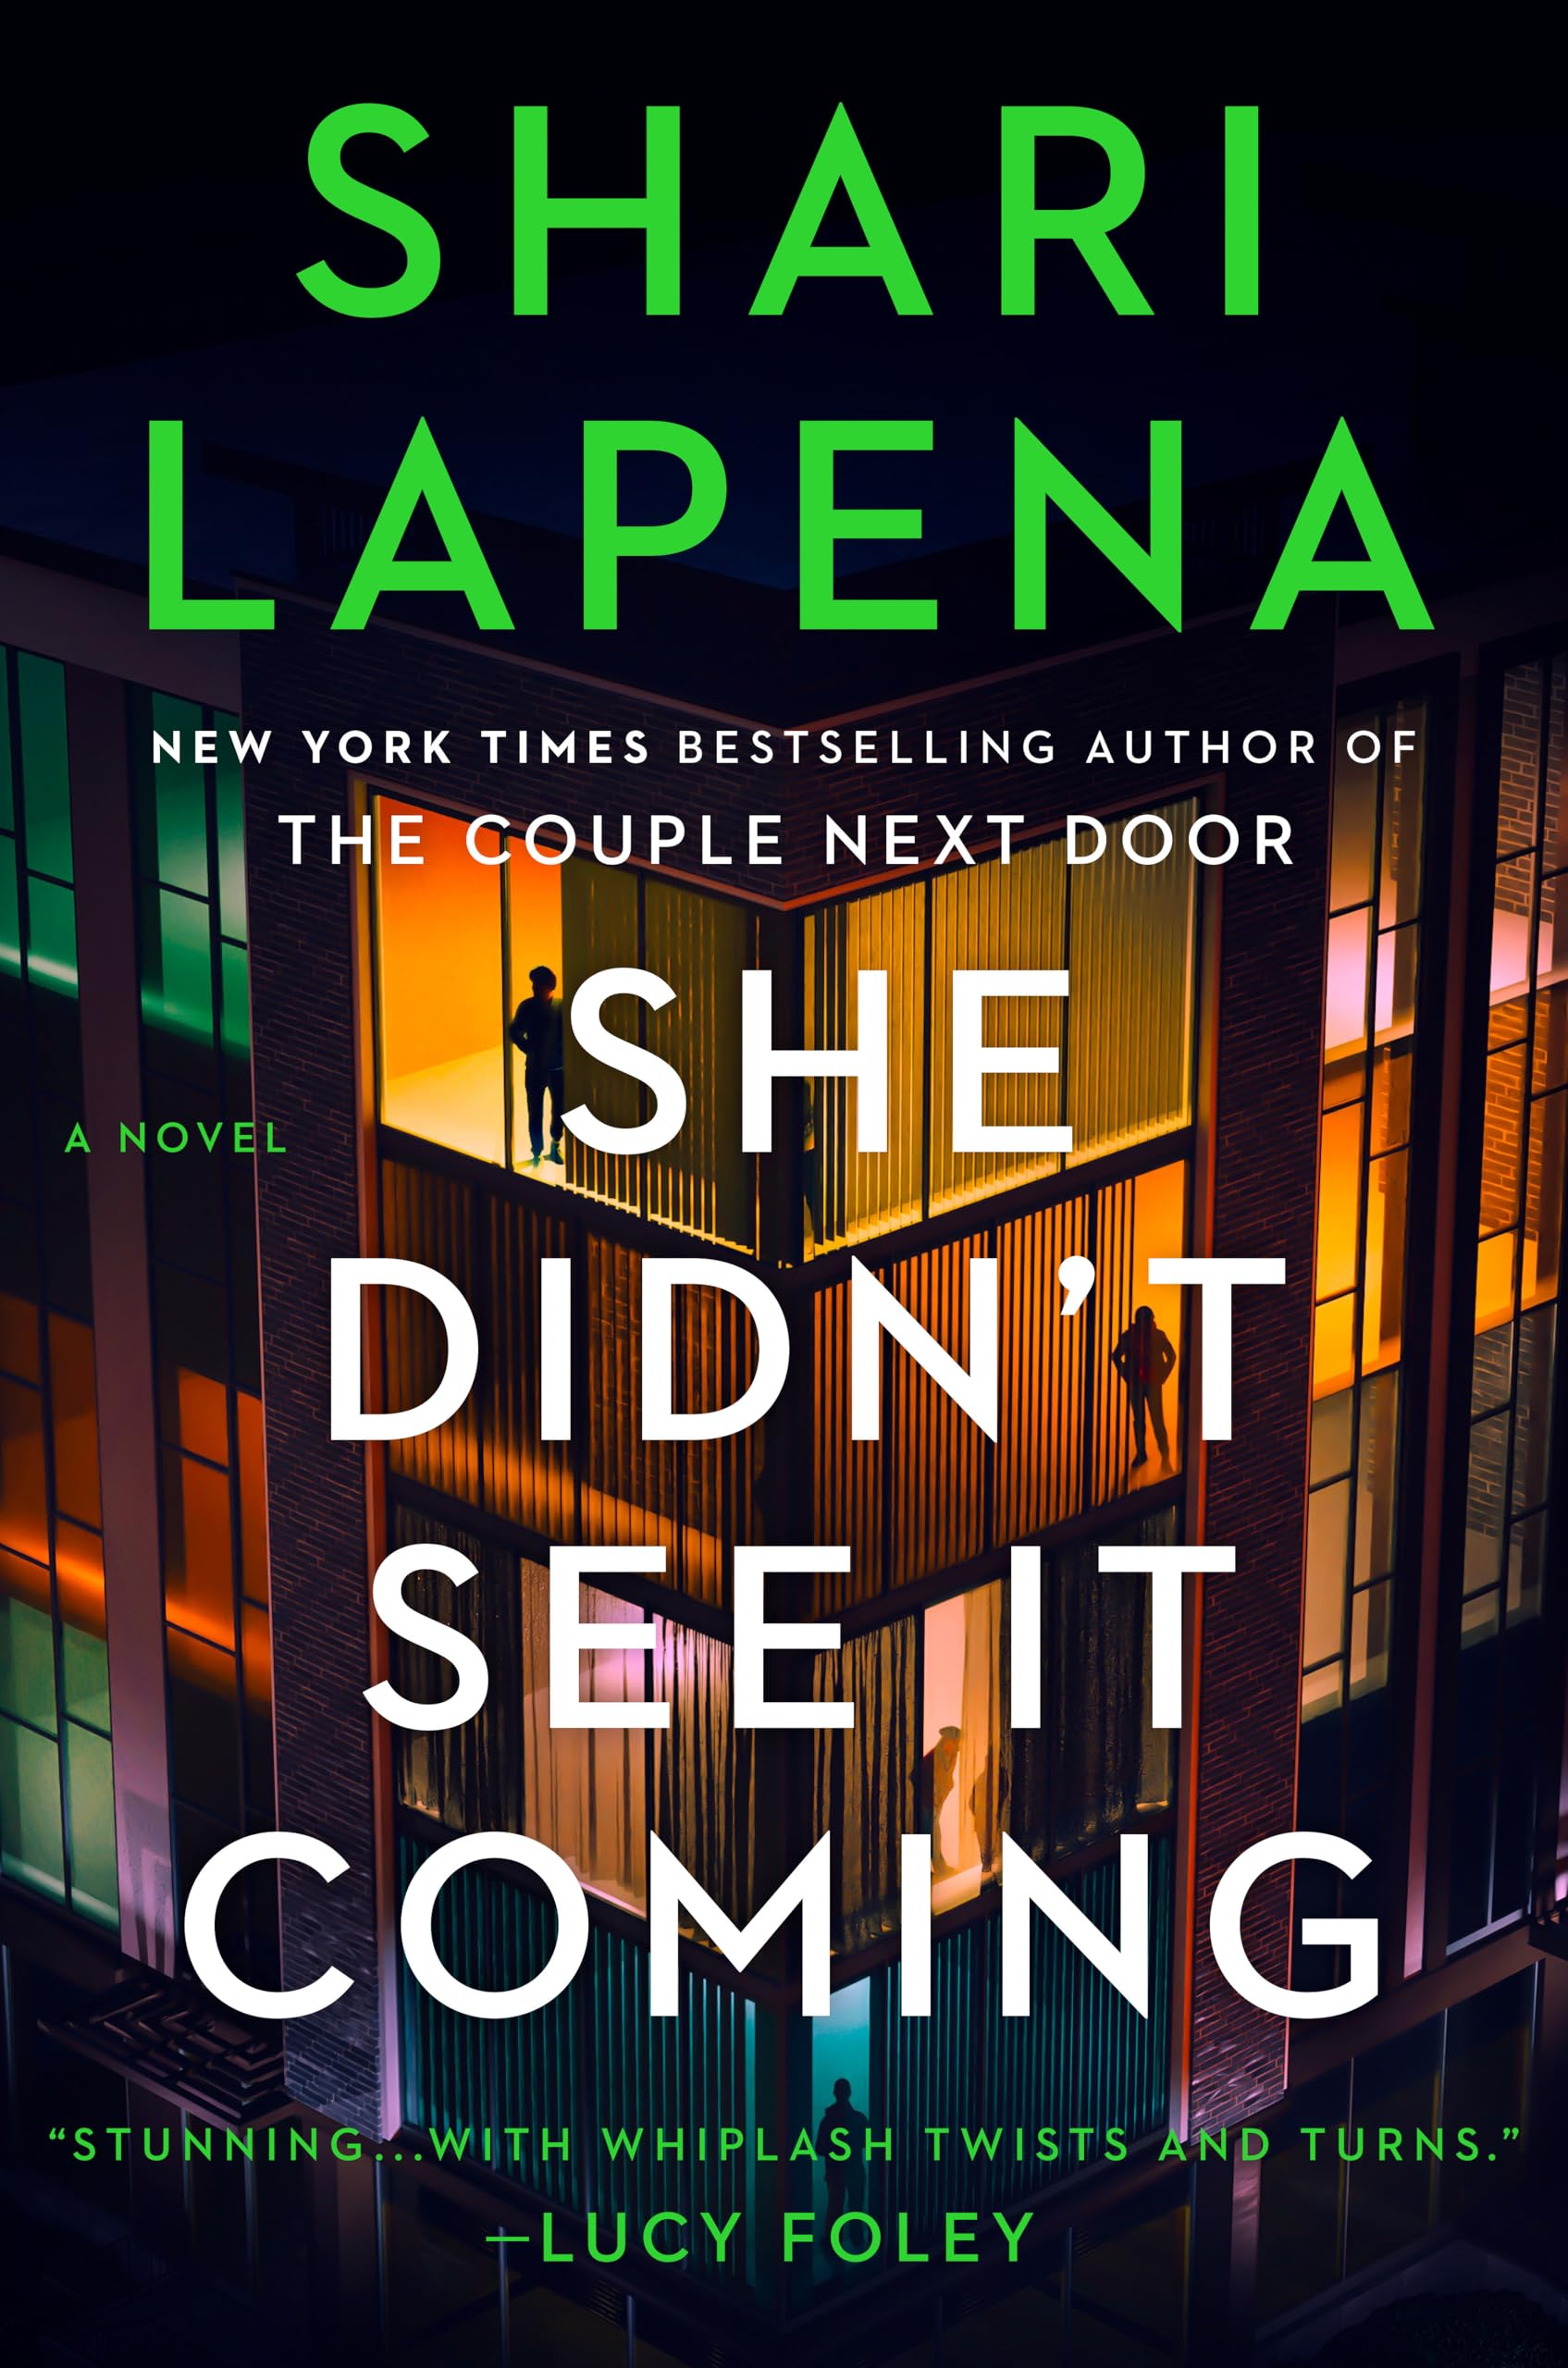 SHARI
LAPENA
NEW YORK TIMES BESTSELLING AUTHOR OF
THE COUPLE NEXT DOOR
SHE
A NOVEL
DIDN’T
SEE IT
COMING
“STUNNING...WITH WHIPLASH TWISTS AND TURNS.”
—LUCY FOLEY